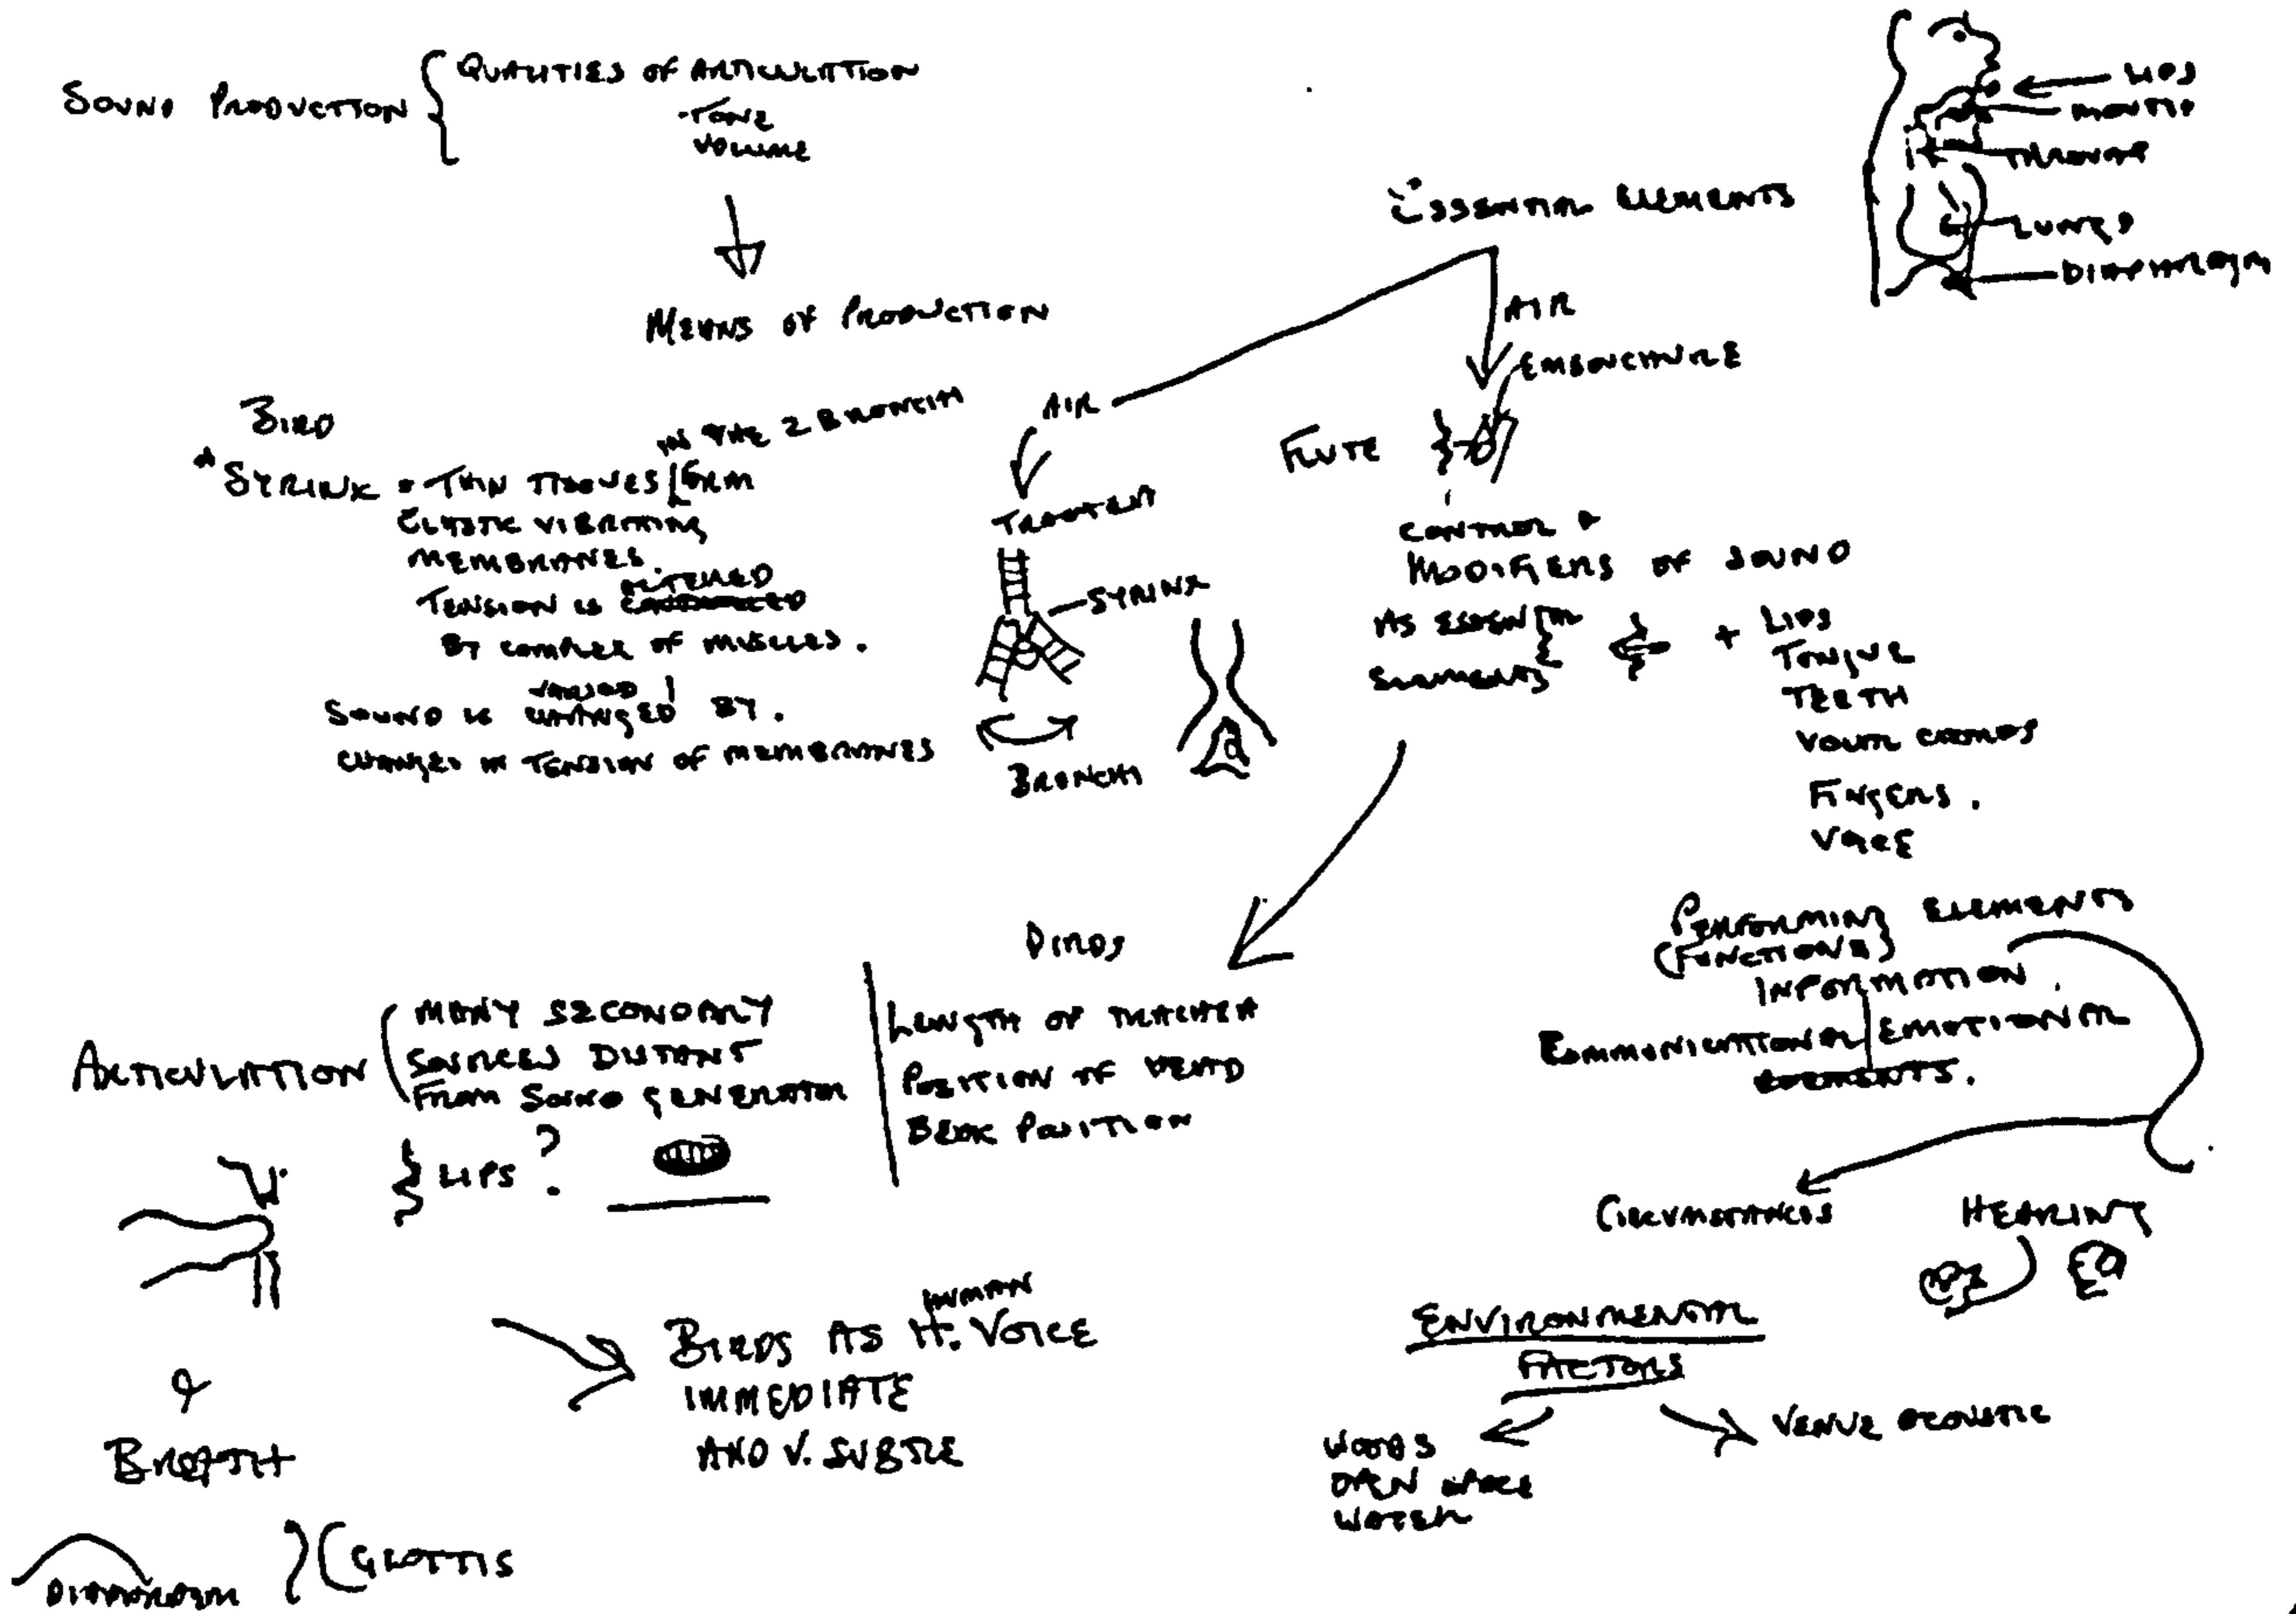 SOUND PRODUCTION
QUALITIES OF ARTICULATION
- TONE
VOLUME
MEANS OF PRODUCTION
BIRD
IN THE 2 BRONCHI
* SYRINX = THIN TISSUES FORM
ELASTIC VIBRATING
MEMBRANES.
ALTERED
TENSION IS
BY COMPLEX OF MUSCLES.
VARIED
SOUND IS CHANGED BY.
CHANGES IN TENSION OF MEMBRANES
ESSENTIAL ELEMENTS
LIPS
MOUTH
THROAT
LUNGS
DIAPHRAGM
AIR
AIR
EMBOUCHURE
FLUTE
SYRINX
BRONCHI
CONTROL &
MODIFIERS OF SOUND
AS ESSENTIAL
ELEMENTS
+ LIPS
TONGUE
TEETH
VOCAL CHORDS
FINGERS.
VOICE
BIRDS
LENGTH OF TRACHEA
POSITION OF HEAD
BEAK POSITION
ARTICULATION
MANY SECONDARY
SOURCES DISTANT
FROM SOUND GENERATOR
LIPS ?
PERFORMING ELEMENTS
(FUNCTIONS)
INFORMATION.
COMMUNICATIONAL EMOTIONAL
ELEMENTS.
CIRCUMSTANCES
HEARING
ENVIRONMENTAL
FACTORS
WOODS
OPEN SPACE
WATER
VENUE ACOUSTIC
HUMAN
BIRDS AS H. VOICE
IMMEDIATE
AND V. SUBTLE
&
BREATH
DIAPHRAGM
GLOTTIS